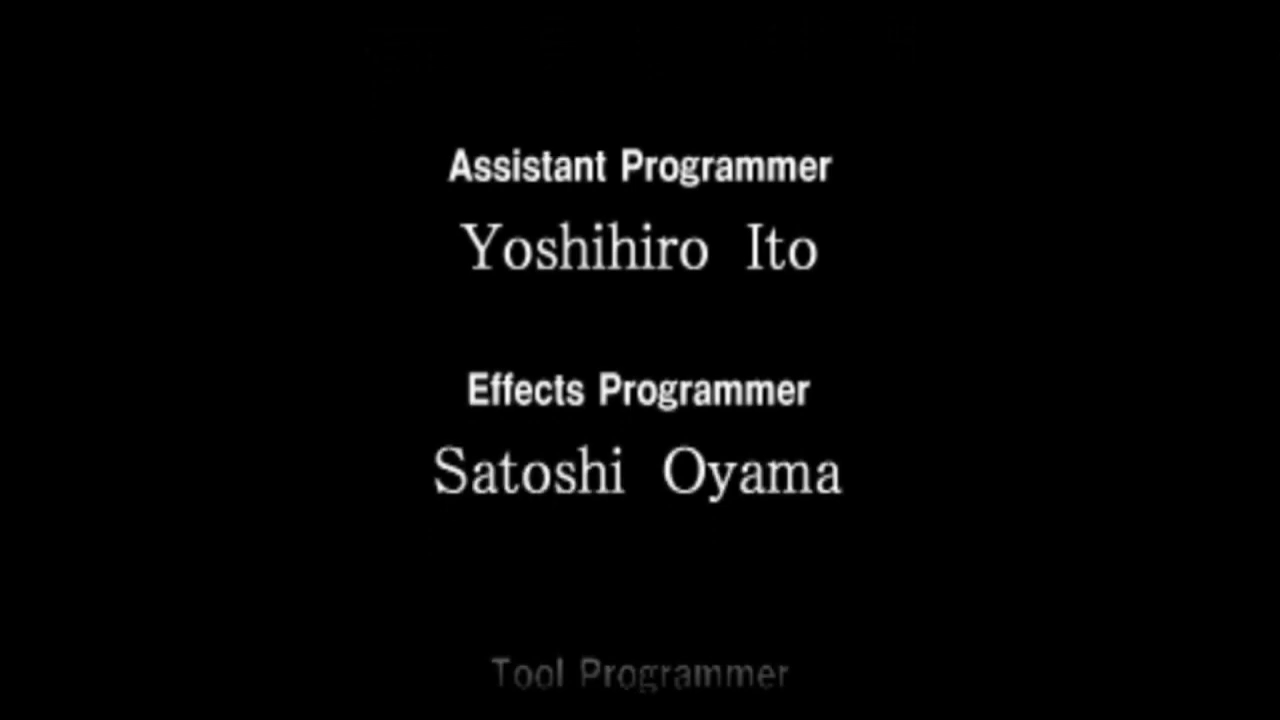 Assistant Programmer
Yoshihiro Ito
Effects Programmer
Satoshi Oyama
Tool Programmer